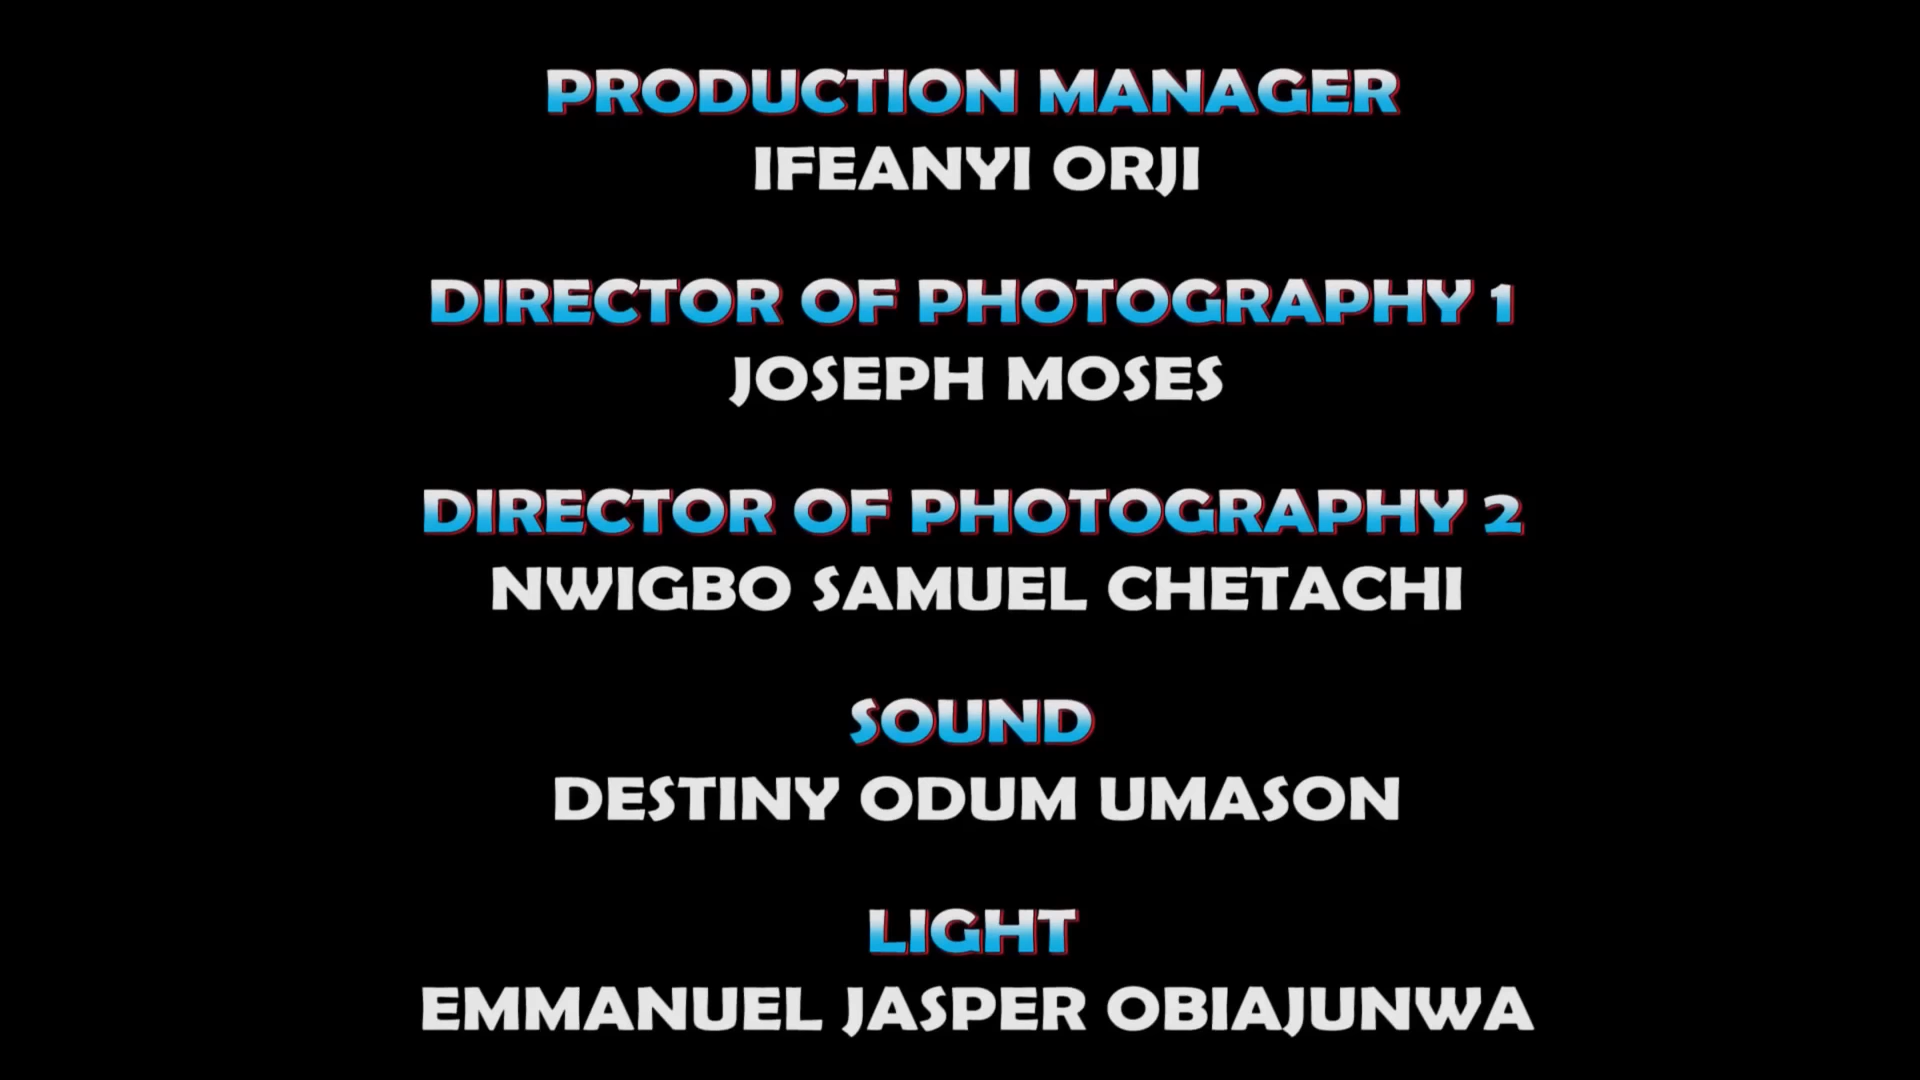 PRODUCTION MANAGER
IFEANYI ORJI
DIRECTOR OF PHOTOGRAPHY 1
JOSEPH MOSES
DIRECTOR OF PHOTOGRAPHY 2
NWIGBO SAMUEL CHETACHI
SOUND
DESTINY ODUM UMASON
LIGHT
EMMANUEL JASPER OBIAJUNWA